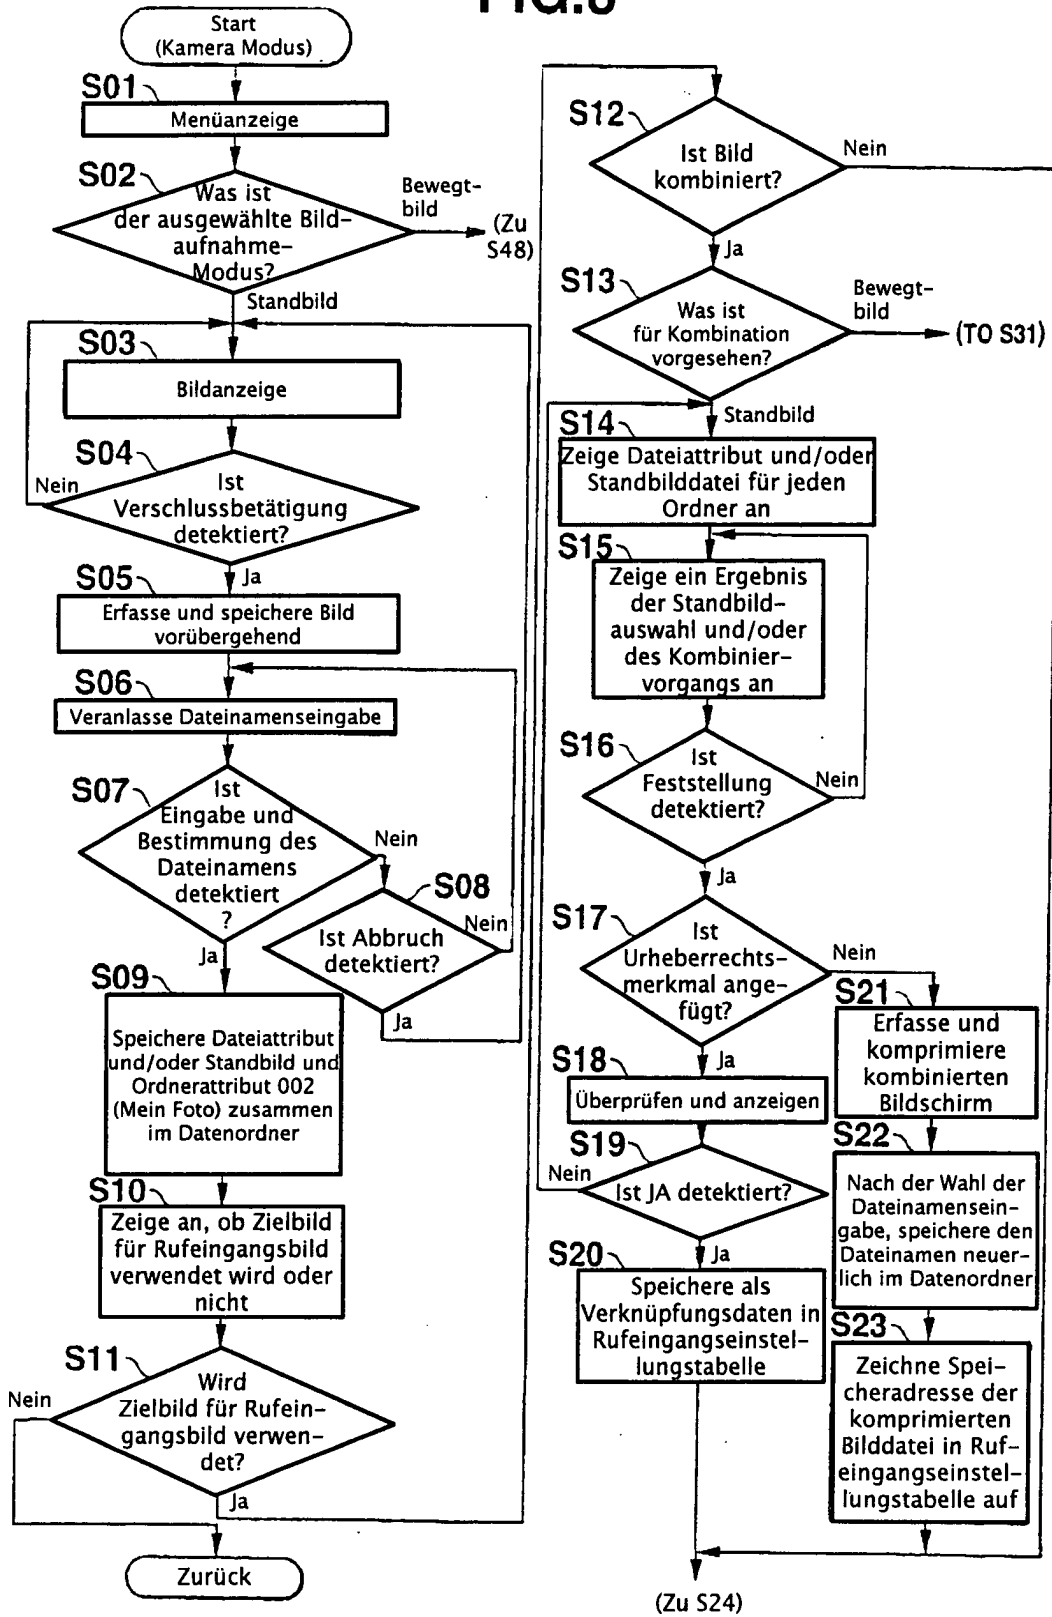 Start
(Kamera Modus)
S01
Menüanzeige
S02
Was ist
der ausgewählte Bild-
aufnahme-
Modus?
Bewegt-
bild
(Zu
S48)
Standbild
S03
Bildanzeige
S04
Nein
Ist
Verschlussbetätigung
detektiert?
Ja
S05
Erfasse und speichere Bild
vorübergehend
S06
Veranlasse Dateinamenseingabe
S07
Ist
Eingabe und
Bestimmung des
Dateinamens
detektiert
?
Nein
Ja
S08
Ist Abbruch
detektiert?
Nein
Ja
S09
Speichere Dateiattribut
und/oder Standbild und
Ordnerattribut 002
(Mein Foto) zusammen
im Datenordner
S10
Zeige an, ob Zielbild
für Rufeingangsbild
verwendet wird oder
nicht
S11
Nein
Wird
Zielbild für Rufein-
gangsbild verwen-
det?
Ja
Zurück
S12
Ist Bild
kombiniert?
Nein
Ja
S13
Was ist
für Kombination
vorgesehen?
Bewegt-
bild
(TO S31)
Standbild
S14
Zeige Dateiattribut und/oder
Standbilddatei für jeden
Ordner an
S15
Zeige ein Ergebnis
der Standbild-
auswahl und/oder
des Kombinier-
vorgangs an
S16
Ist
Feststellung
detektiert?
Nein
Ja
S17
Ist
Urheberrechts-
merkmal ange-
fügt?
Nein
Ja
S18
Überprüfen und anzeigen
S19
Nein
Ist JA detektiert?
Ja
S20
Speichere als
Verknüpfungsdaten in
Rufeingangseinstel-
lungstabelle
S21
Erfasse und
komprimiere
kombinierten
Bildschirm
S22
Nach der Wahl der
Dateinamensein-
gabe, speichere den
Dateinamen neuer-
lich im Datenordner
S23
Zeichne Spei-
cheradresse der
komprimierten
Bilddatei in Ruf-
eingangseinstel-
lungstabelle auf
(Zu S24)